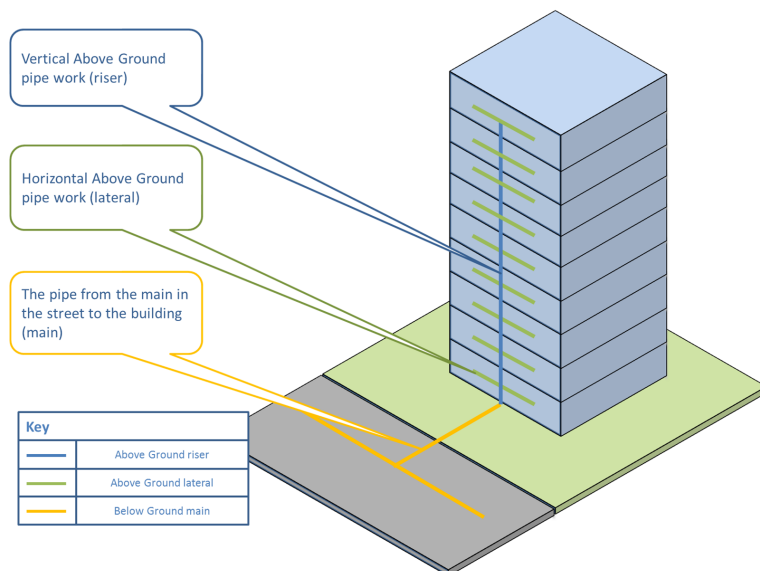 Vertical Above Ground
pipe work (riser)
Horizontal Above Ground
pipe work (lateral)
The pipe from the main in
the street to the building
(main)
Key
Above Ground riser
Above Ground lateral
Below Ground main